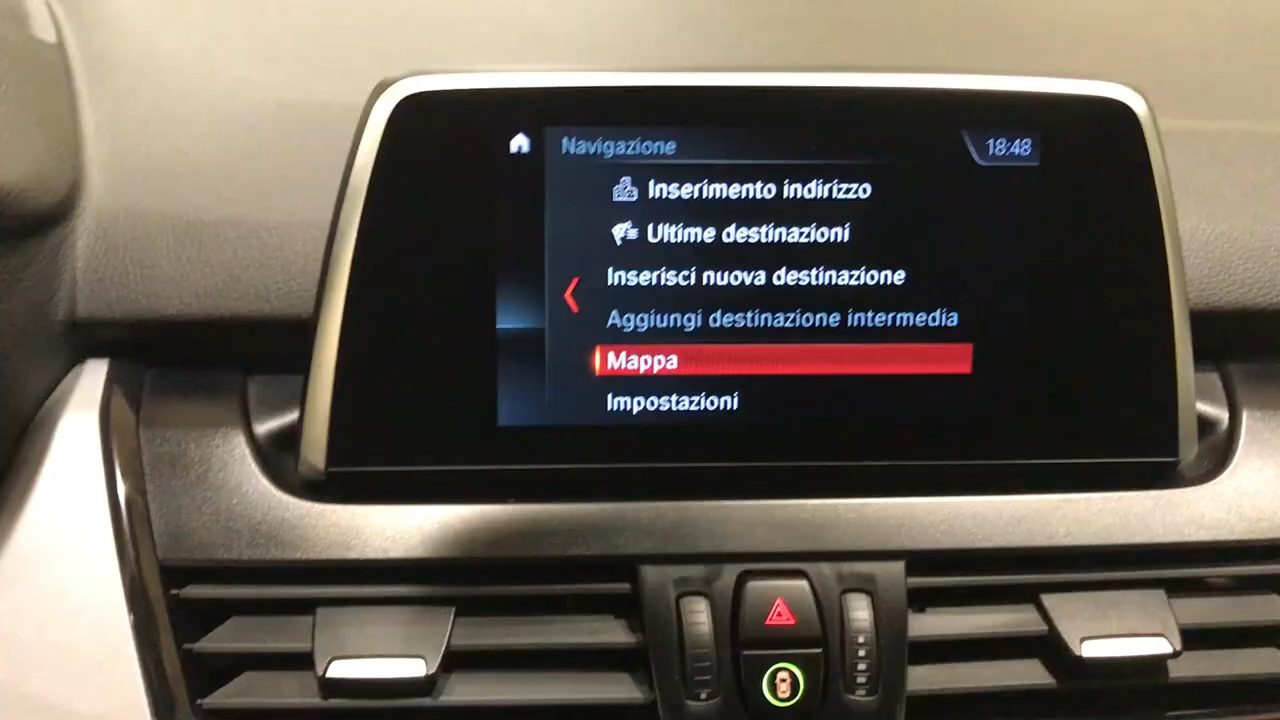 Navigazione
18:48
Inserimento indirizzo
Ultime destinazioni
Inserisci nuova destinazione
Aggiungi destinazione intermedia
Mappa
Impostazioni